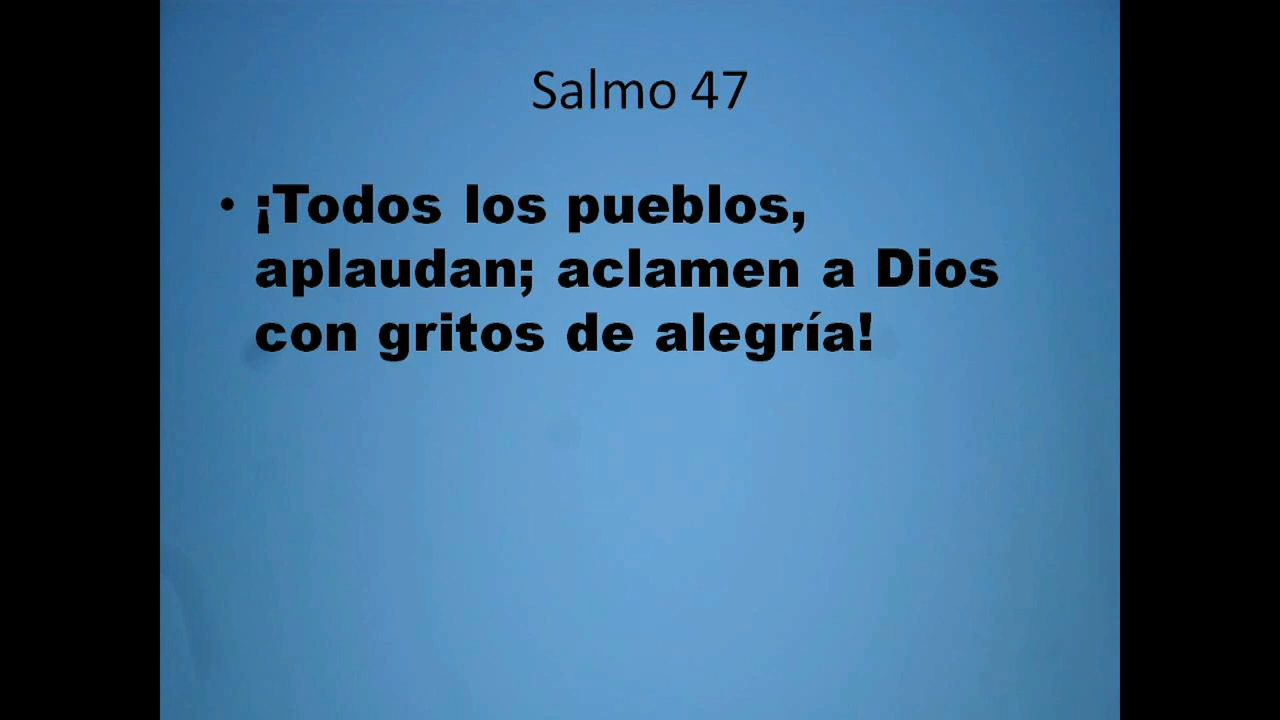 Salmo 47
• ¡Todos los pueblos,
aplaudan; aclamen a Dios
con gritos de alegría!